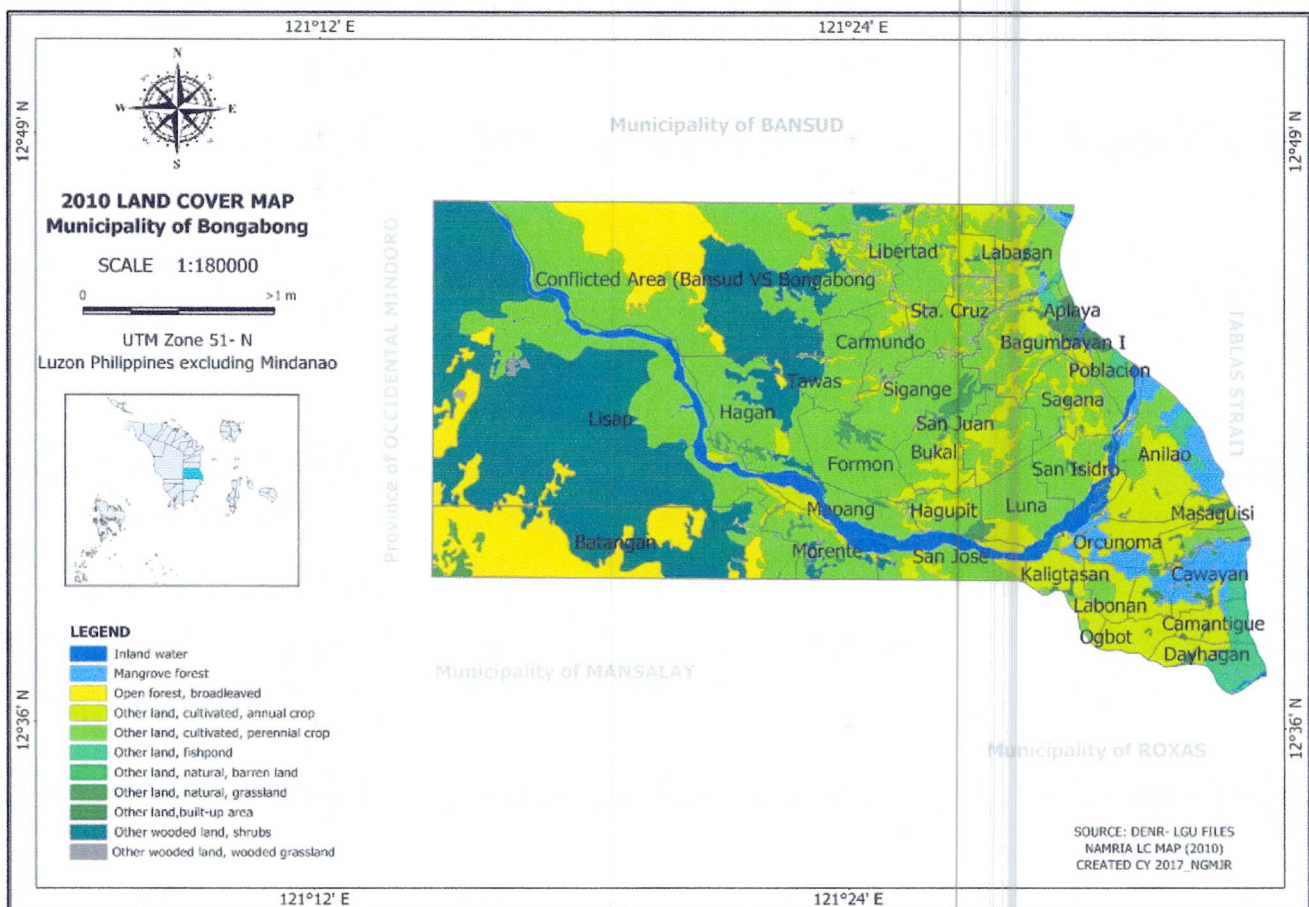 121°12' E
121°24' E
12°49' N
12°49' N
N
W
E
S
2010 LAND COVER MAP
Municipality of Bongabong
SCALE 1:180000
0
>1 m
UTM Zone 51- N
Luzon Philippines excluding Mindanao
Municipality of BANSUD
Province of OCCIDENTAL MINDORO
TABLAS STRAIT
Libertad
Labasan
Conflicted Area (Bansud VS Bongabong
Sta. Cruz
Aplaya
Carmundo
Bagumbayan I
Poblacion
Tawas
Sigange
Sagana
Lisap
Hagan
San Juan
Bukal
Anilao
Formon
San Isidro
Mapang
Hagupit
Luna
Masaguisi
Batangan
Morente
San Jose
Orcunoma
Kaligtasan
Cawayan
Labonan
Camantigue
Ogbot
Dayhagan
Municipality of MANSALAY
Municipality of ROXAS
LEGEND
Inland water
Mangrove forest
Open forest, broadleaved
Other land, cultivated, annual crop
Other land, cultivated, perennial crop
Other land, fishpond
Other land, natural, barren land
Other land, natural, grassland
Other land,built-up area
Other wooded land, shrubs
Other wooded land, wooded grassland
12°36' N
12°36' N
SOURCE: DENR- LGU FILES
NAMRIA LC MAP (2010)
CREATED CY 2017_NGMJR
121°12' E
121°24' E